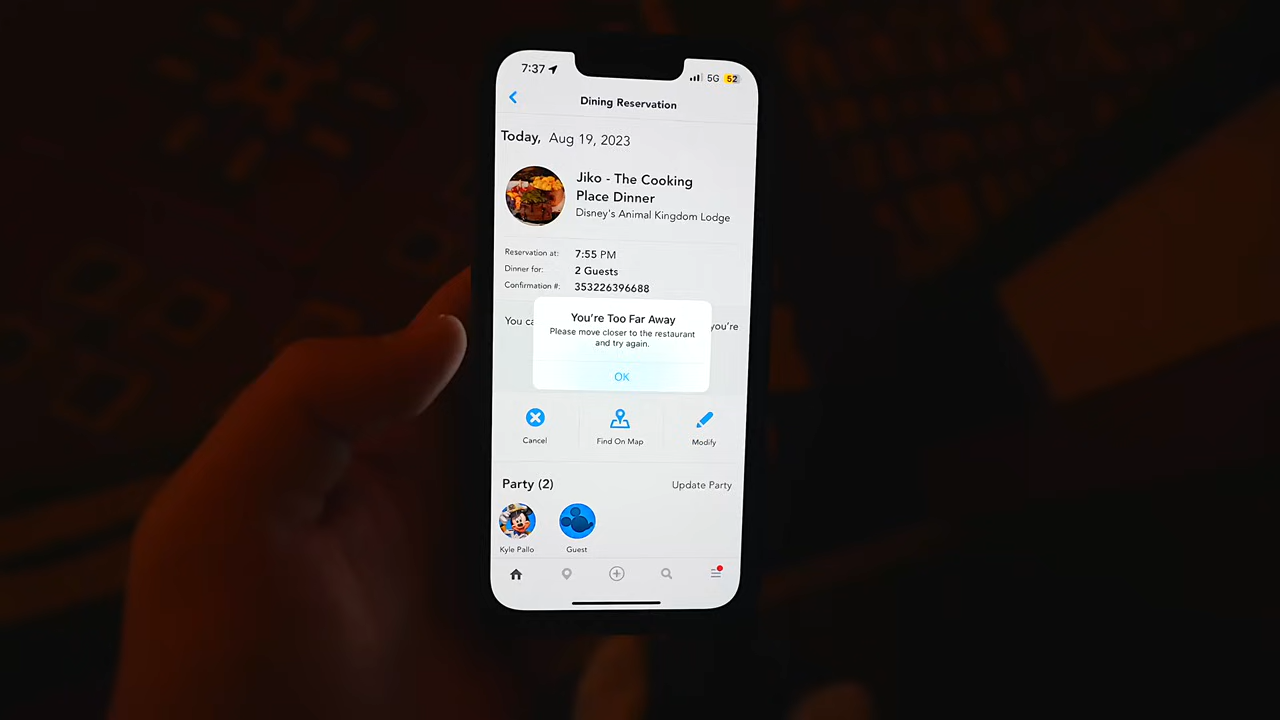 7:37
5G 52
Dining Reservation
Today, Aug 19, 2023
Jiko - The Cooking
Place Dinner
Disney's Animal Kingdom Lodge
Reservation at: 7:55 PM
Dinner for: 2 Guests
Confirmation #: 353226396688
You're Too Far Away
You ca
you're
Please move closer to the restaurant
and try again.
OK
Cancel
Find On Map
Modify
Party (2)
Update Party
Kyle Pallo
Guest